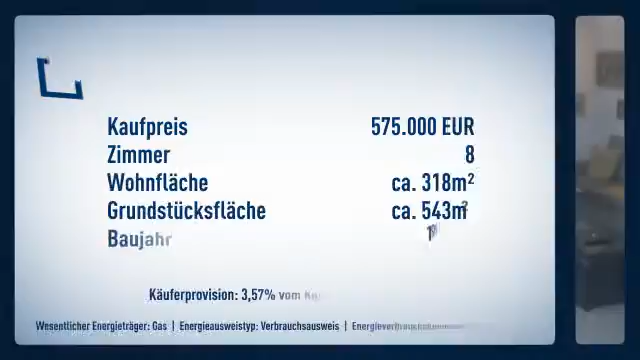 Kaufpreis 575.000 EUR
Zimmer 8
Wohnfläche ca. 318m²
Grundstücksfläche ca. 543m²
Baujahr
Käuferprovision: 3,57% vom
Wesentlicher Energieträger: Gas | Energieausweistyp: Verbrauchsausweis |